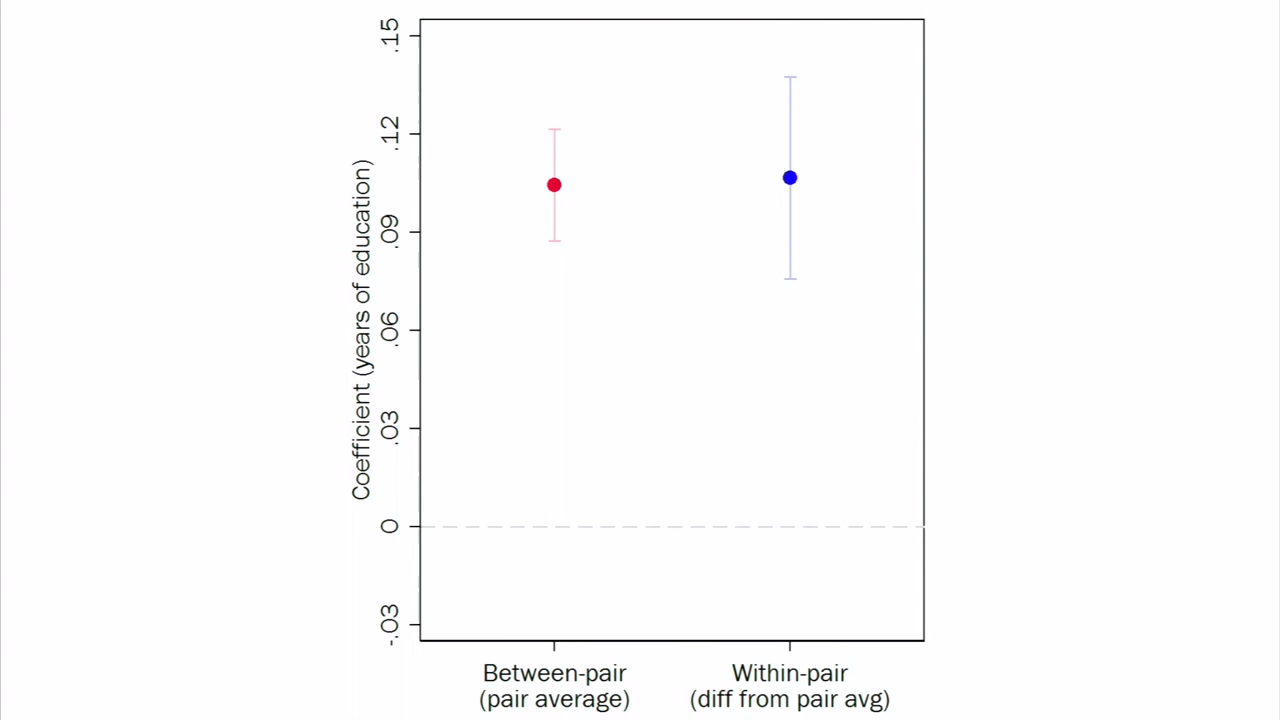 Coefficient (years of education)
.15
.12
.09
.06
.03
0
-.03
Between-pair
(pair average)
Within-pair
(diff from pair avg)